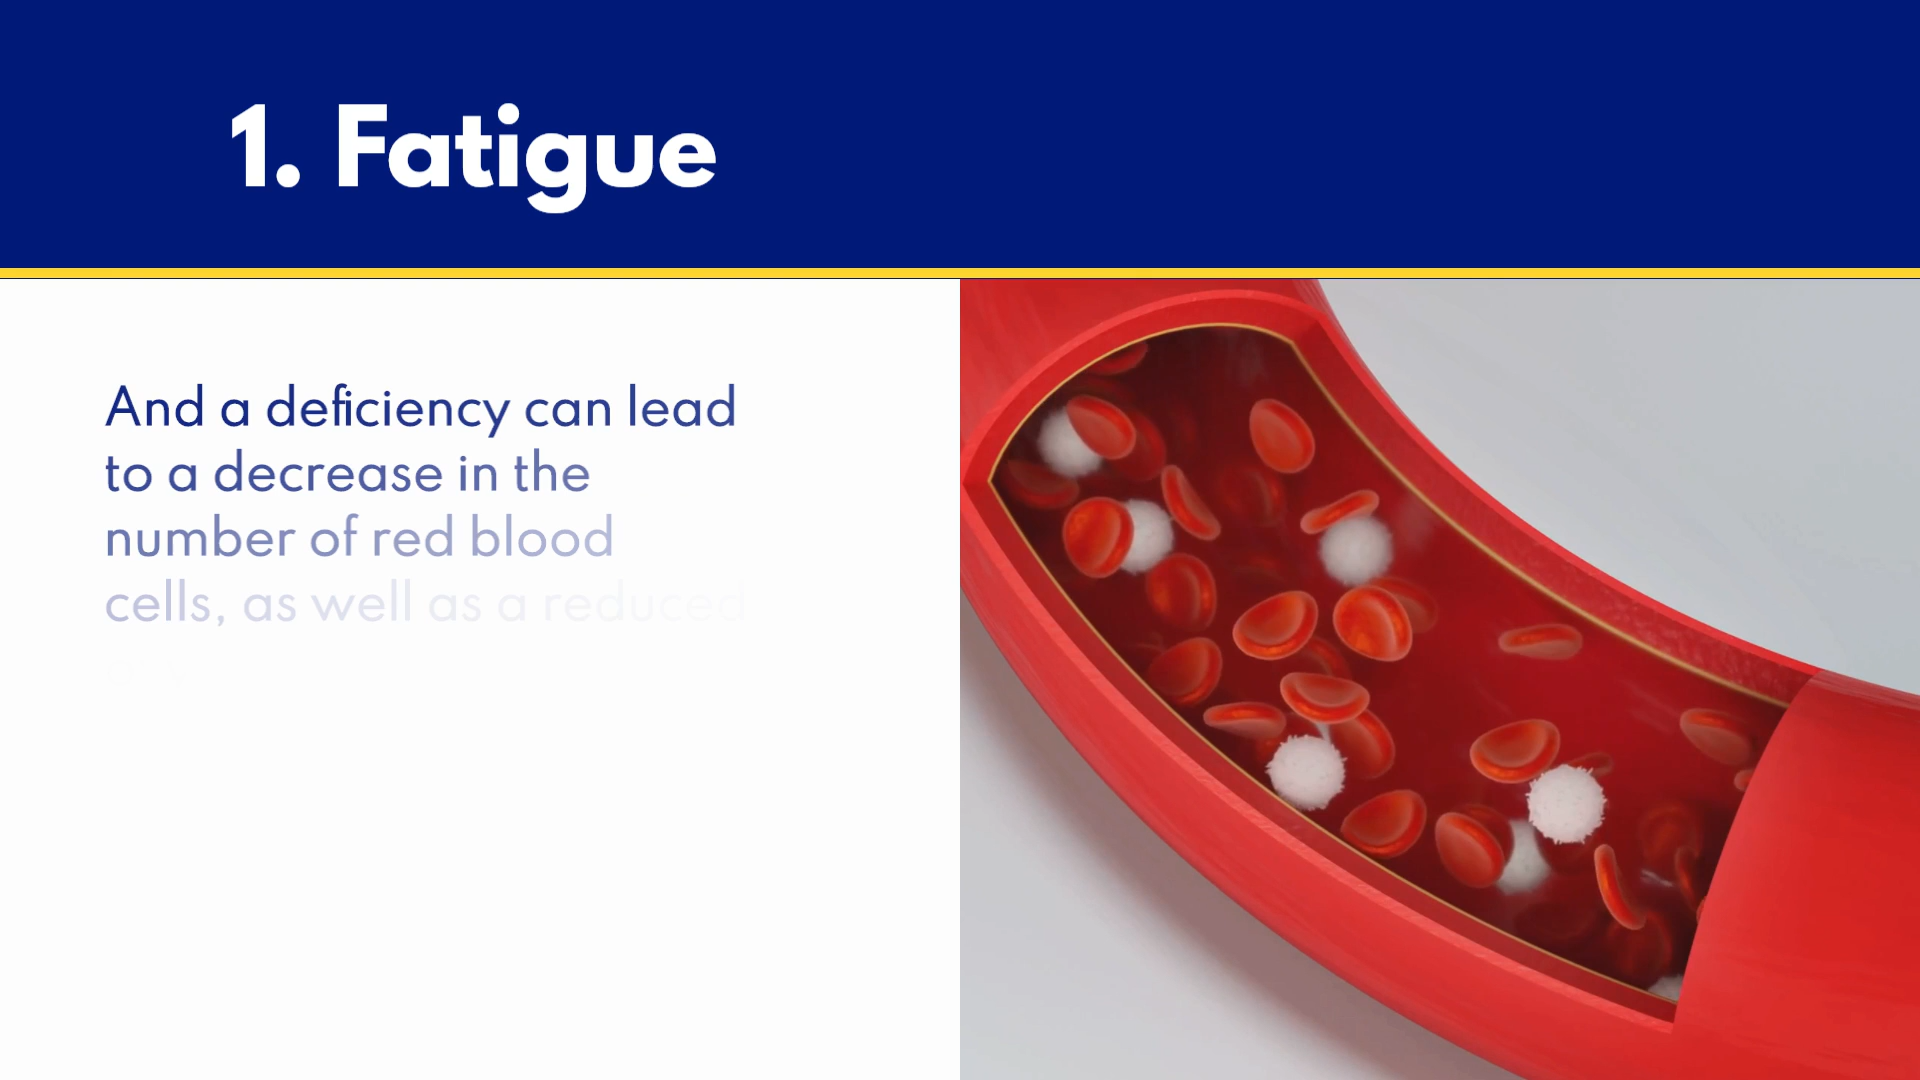 1. Fatigue
And a deficiency can lead
to a decrease in the
number of red blood
cells, as well as a reduced